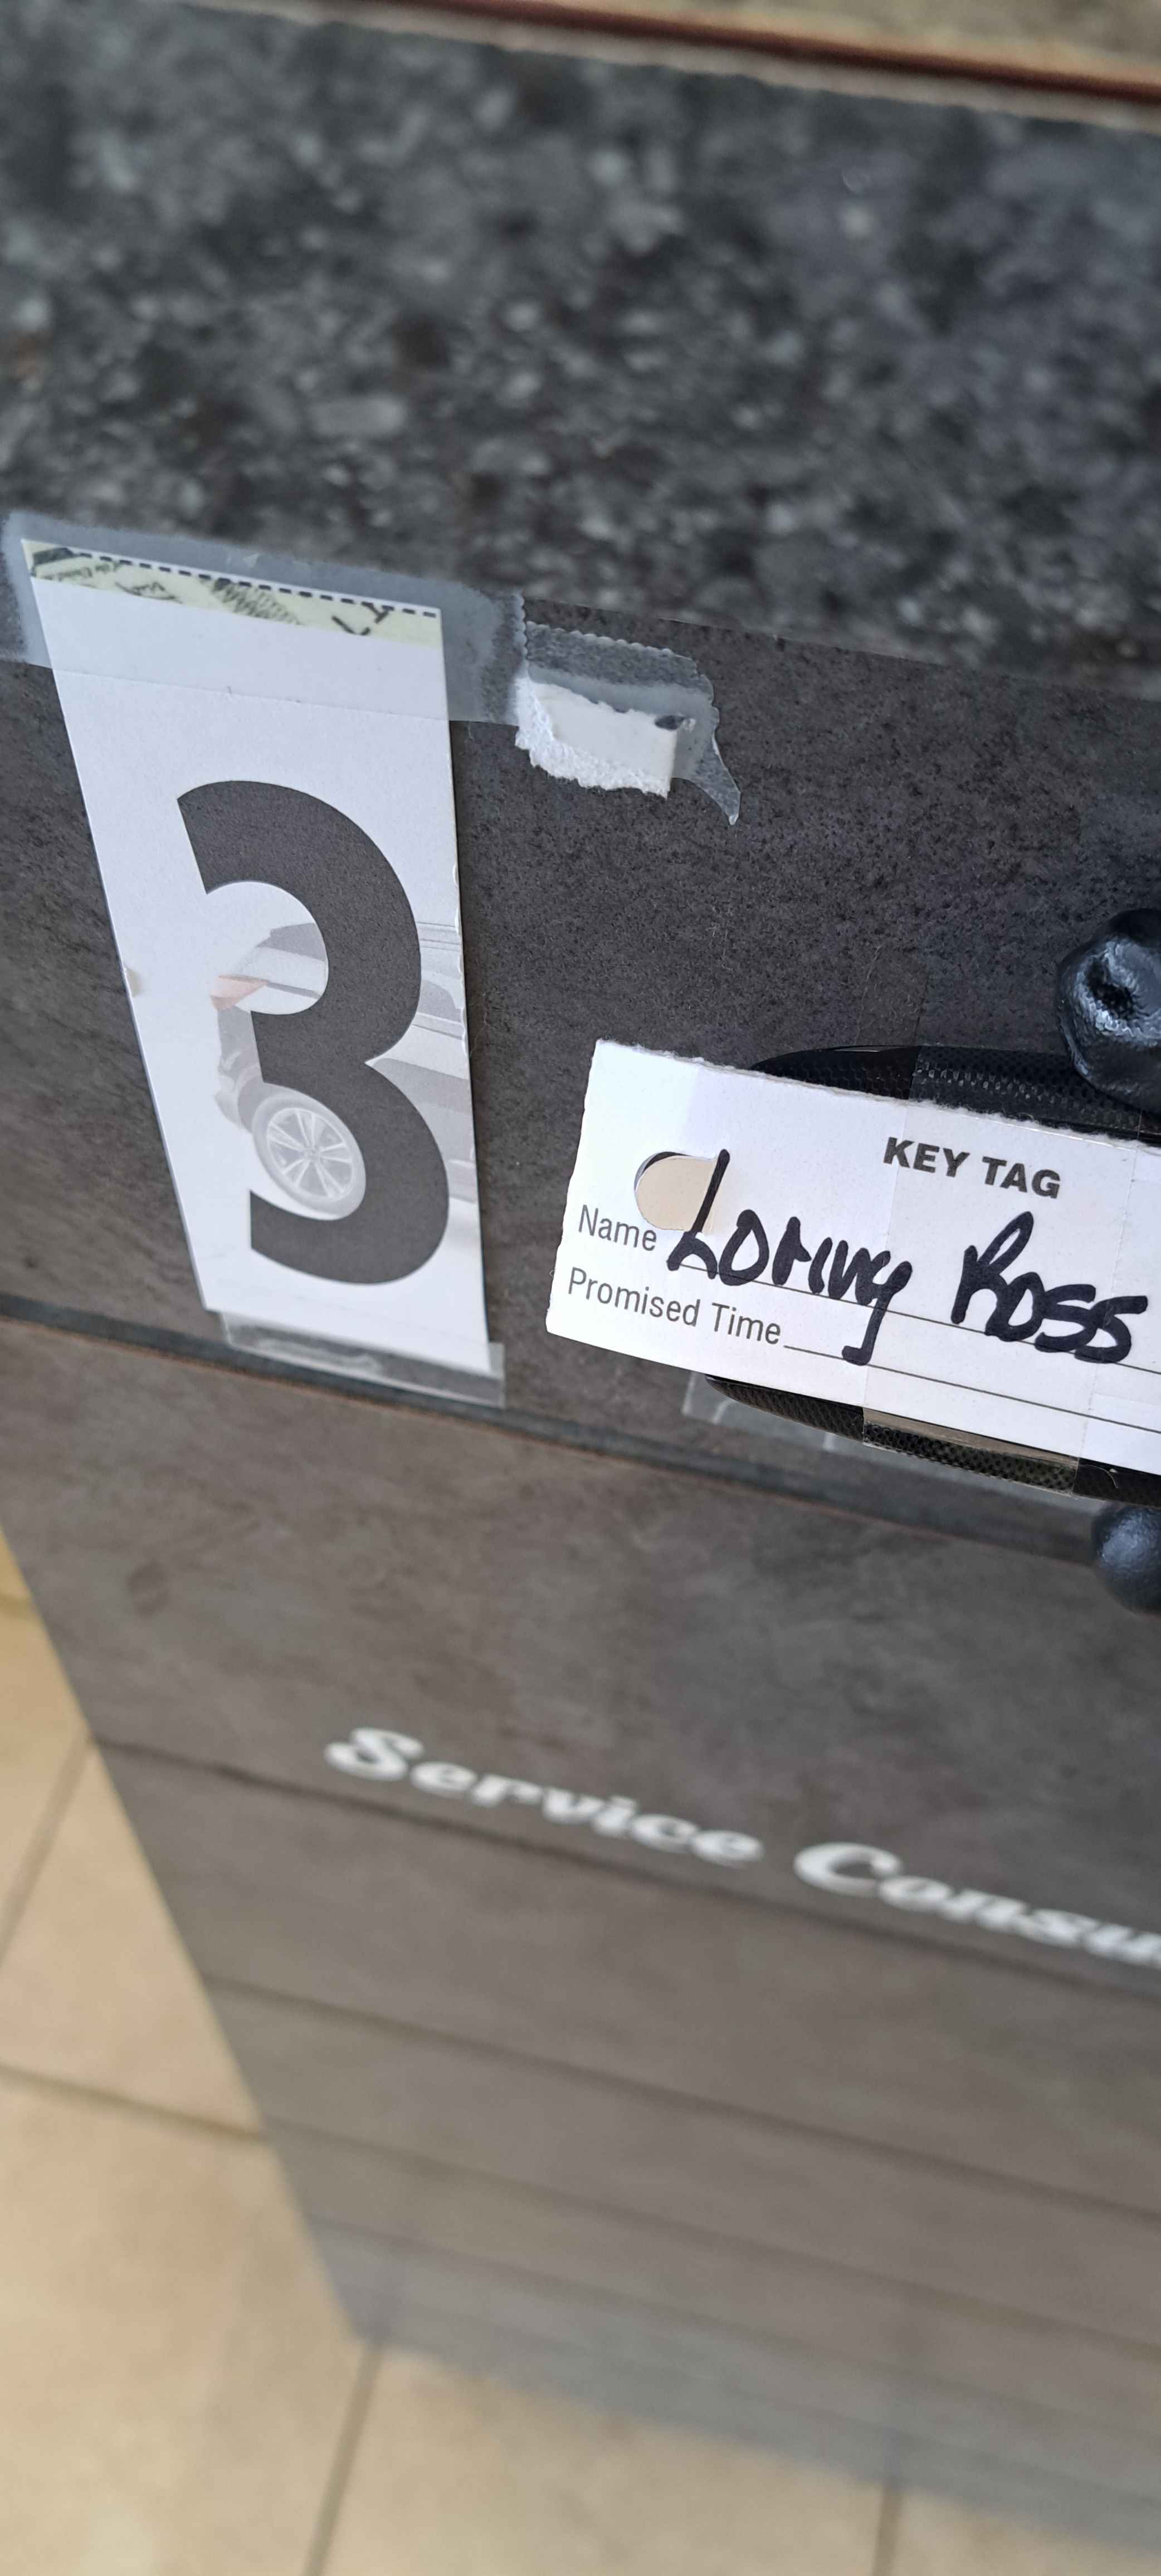 3
KEY TAG
Name Loring Ross
Promised Time
Service Consu